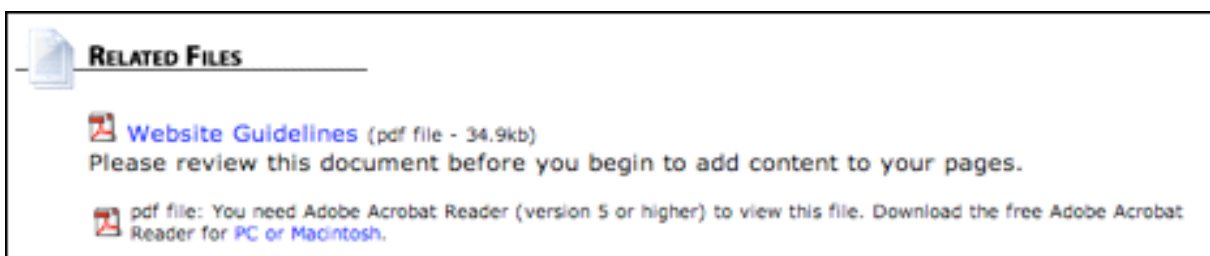 RELATED FILES
Website Guidelines (pdf file - 34.9kb)
Please review this document before you begin to add content to your pages.
pdf file: You need Adobe Acrobat Reader (version 5 or higher) to view this file. Download the free Adobe Acrobat
Reader for PC or Macintosh.